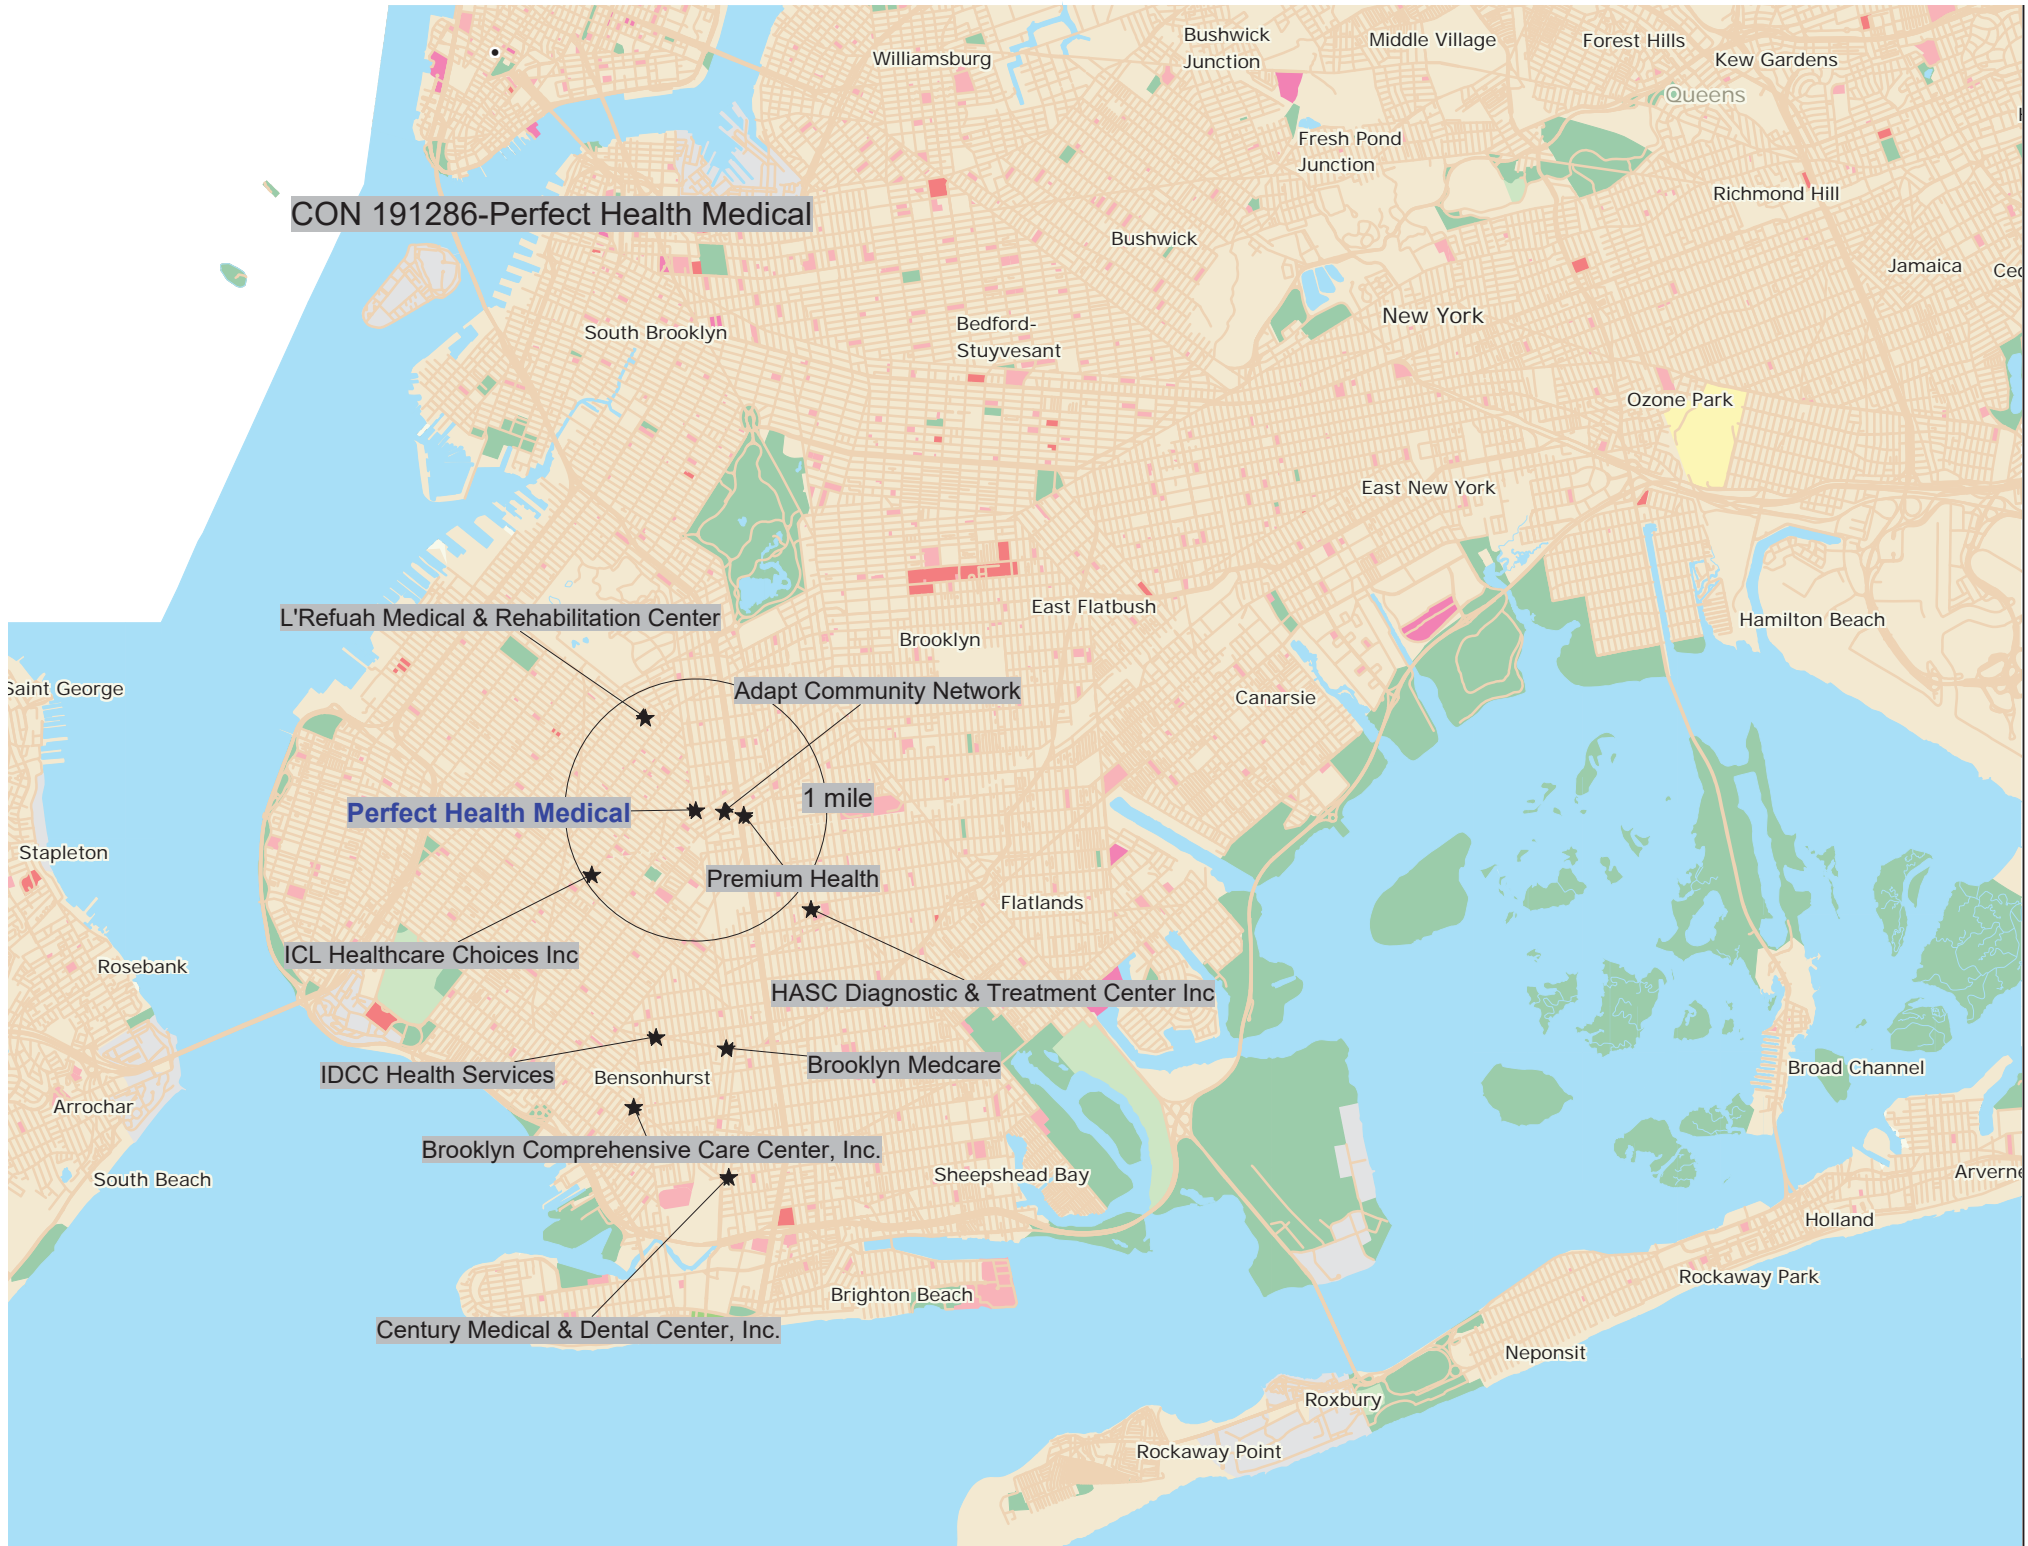 Bushwick
Junction
Middle Village
Forest Hills
Williamsburg
Kew Gardens
Queens
Fresh Pond
Junction
Richmond Hill
CON 191286-Perfect Health Medical
Bushwick
Jamaica
New York
South Brooklyn
Bedford-
Stuyvesant
Ozone Park
East New York
East Flatbush
L'Refuah Medical & Rehabilitation Center
Hamilton Beach
Brooklyn
Saint George
Adapt Community Network
Canarsie
1 mile
Perfect Health Medical
Stapleton
Premium Health
Flatlands
ICL Healthcare Choices Inc
Rosebank
HASC Diagnostic & Treatment Center Inc
Brooklyn Medcare
Broad Channel
IDCC Health Services
Bensonhurst
Arrochar
Brooklyn Comprehensive Care Center, Inc.
Arverne
Sheepshead Bay
South Beach
Holland
Rockaway Park
Brighton Beach
Century Medical & Dental Center, Inc.
Neponsit
Roxbury
Rockaway Point